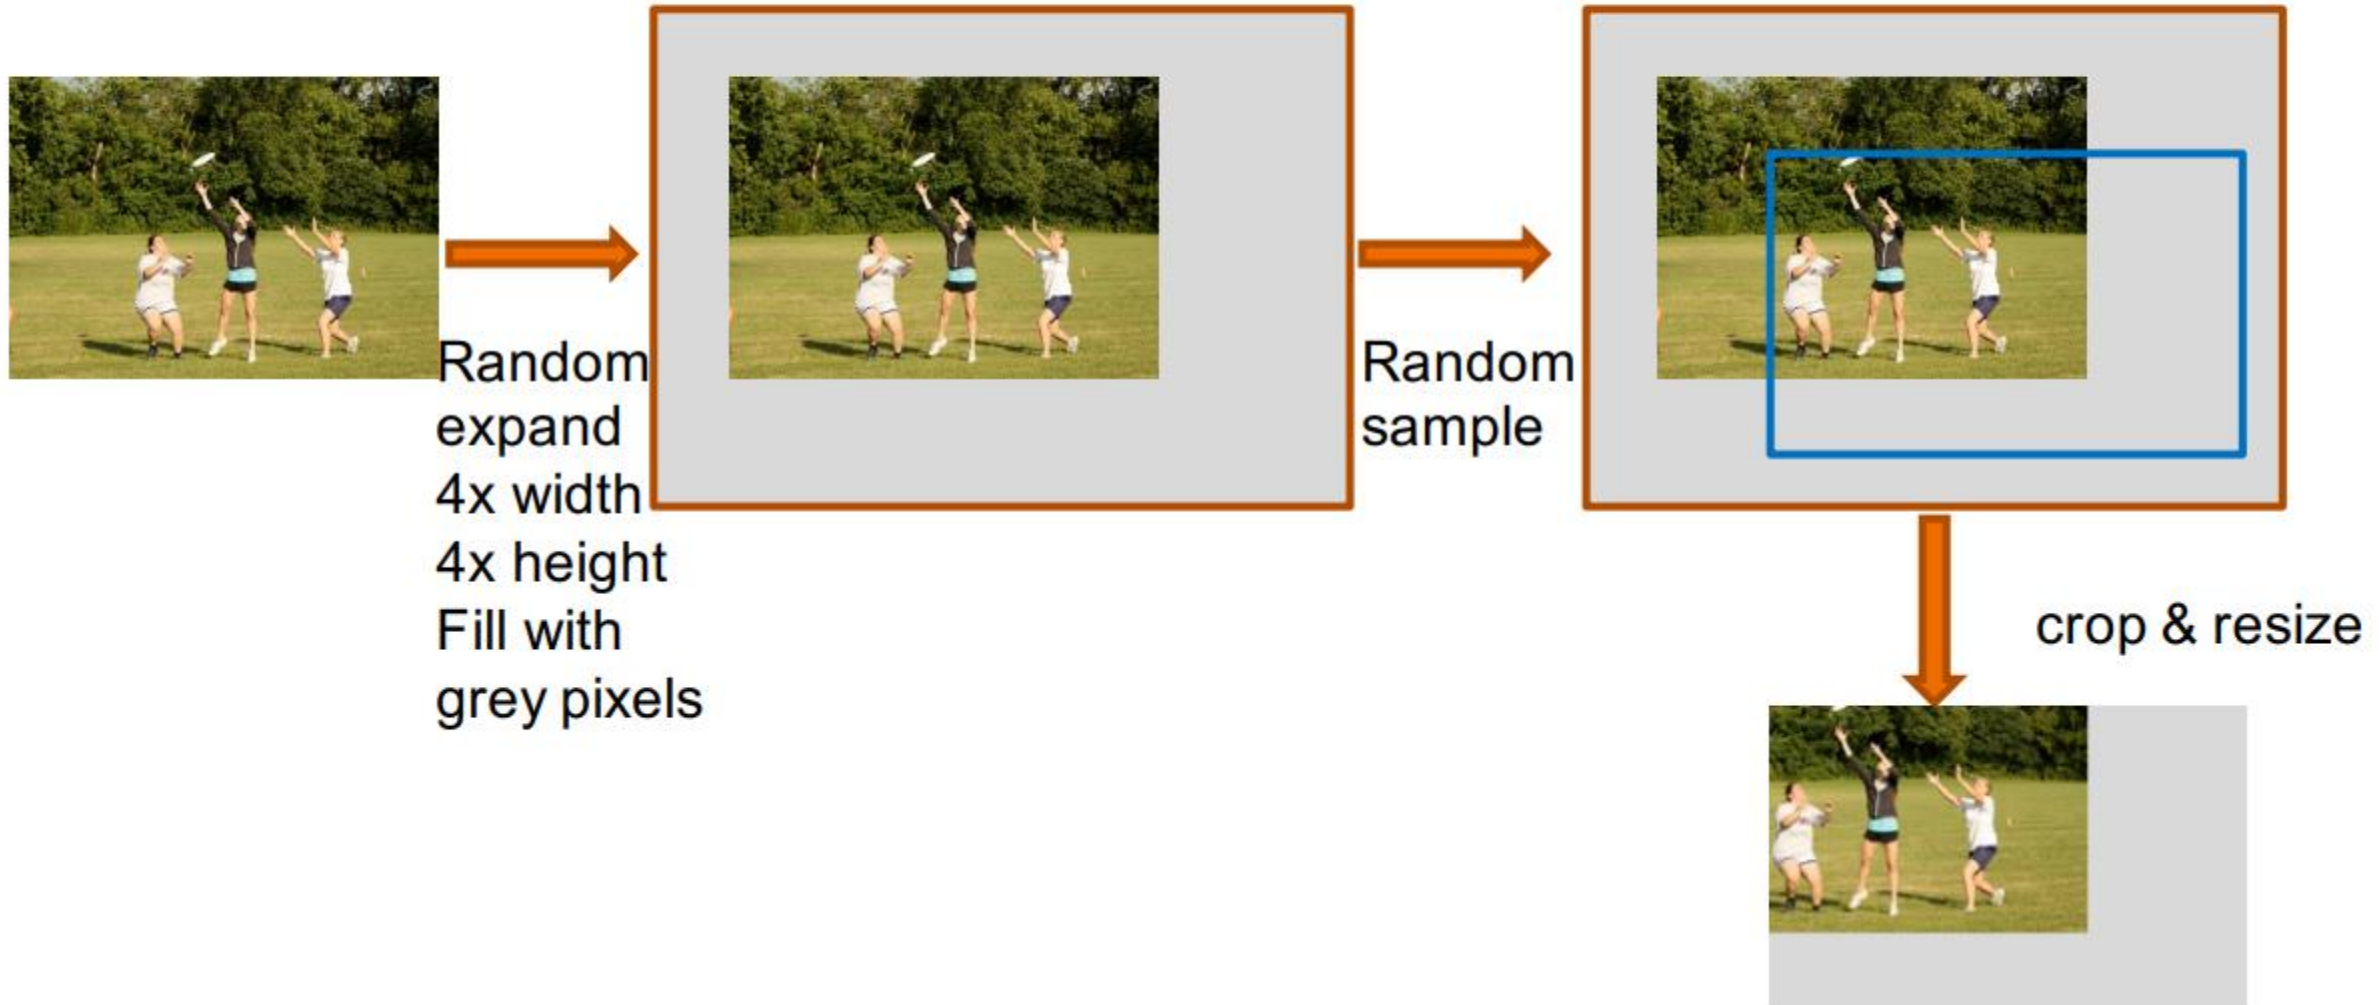 Random
expand
4x width
4x height
Fill with
grey pixels
Random
sample
crop & resize